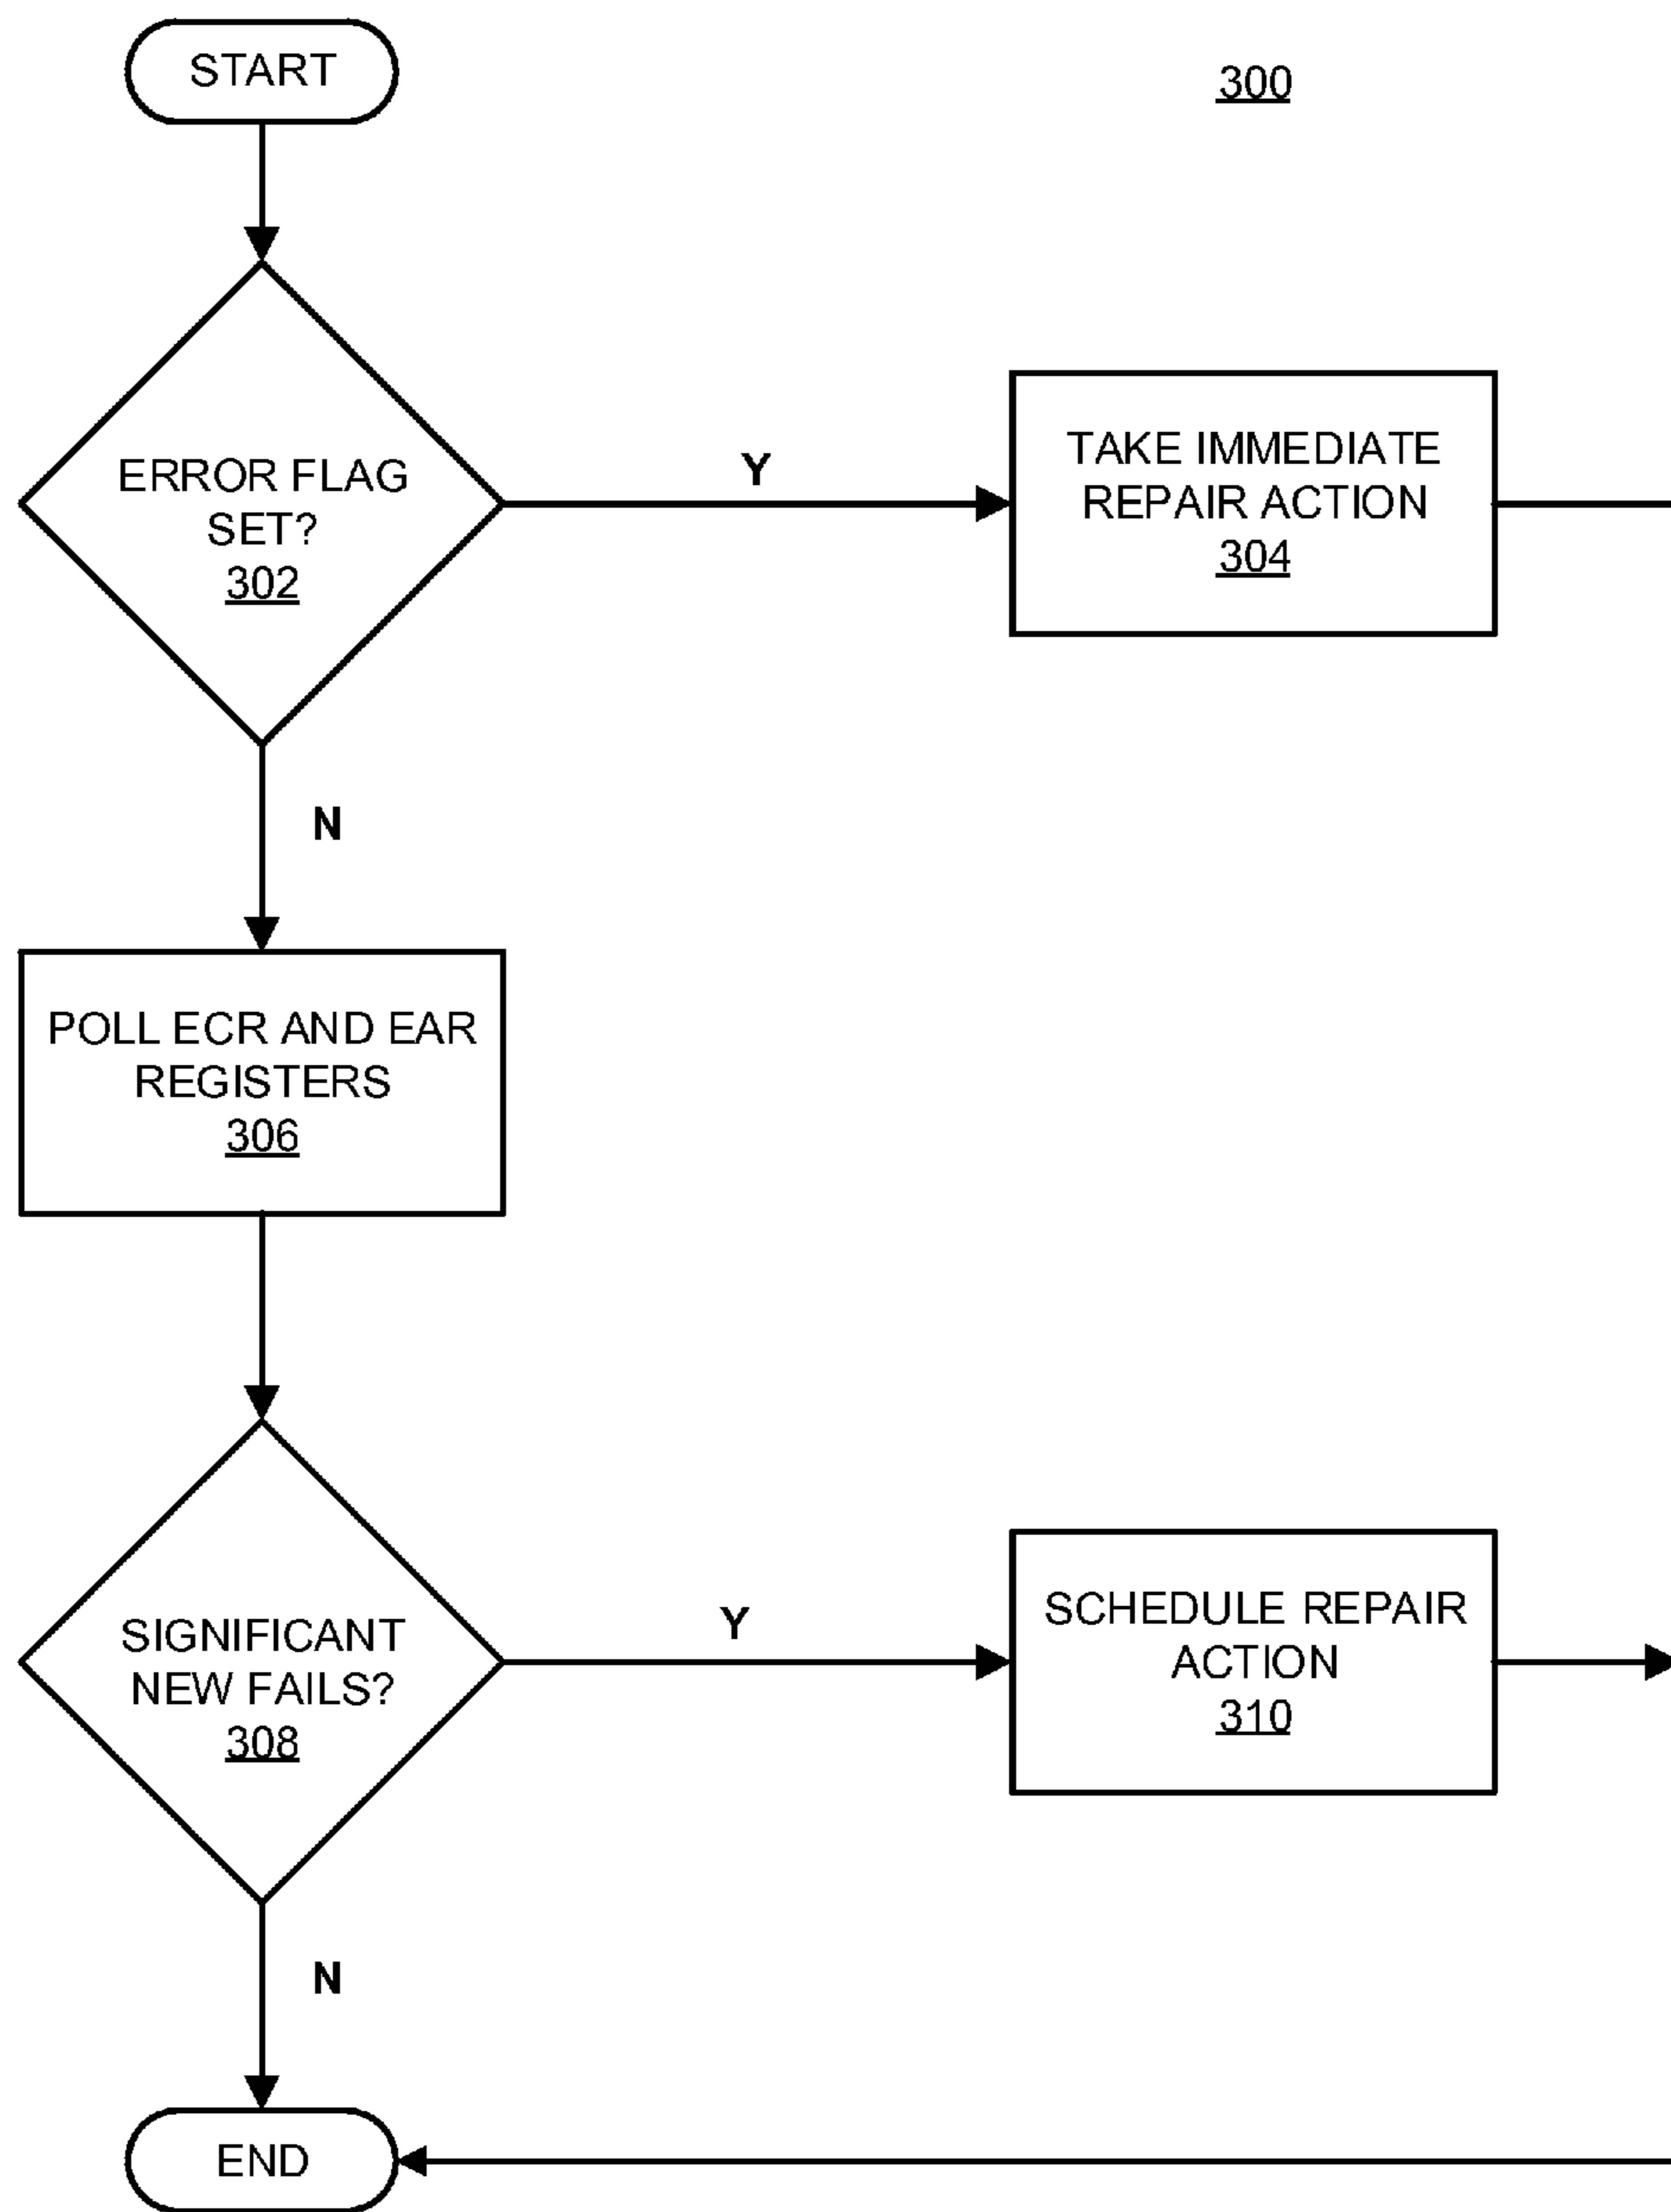 START
300
ERROR FLAG
SET?
302
Y
TAKE IMMEDIATE
REPAIR ACTION
304
N
POLL ECR AND EAR
REGISTERS
306
SIGNIFICANT
NEW FAILS?
308
Y
SCHEDULE REPAIR
ACTION
310
N
END